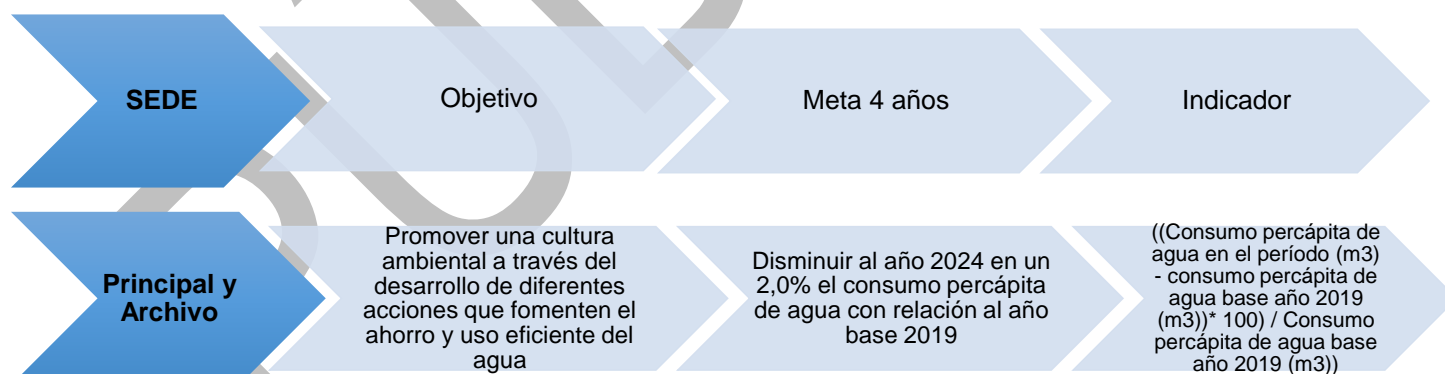 SEDE
Objetivo
Meta 4 años
Indicador
Principal y
Archivo
Promover una cultura
ambiental a través del
desarrollo de diferentes
acciones que fomenten el
ahorro y uso eficiente del
agua
Disminuir al año 2024 en un
2,0% el consumo percápita
de agua con relación al año
base 2019
((Consumo percápita de
agua en el período (m3)
- consumo percápita de
agua base año 2019
(m3))* 100) / Consumo
percápita de agua base
año 2019 (m3))